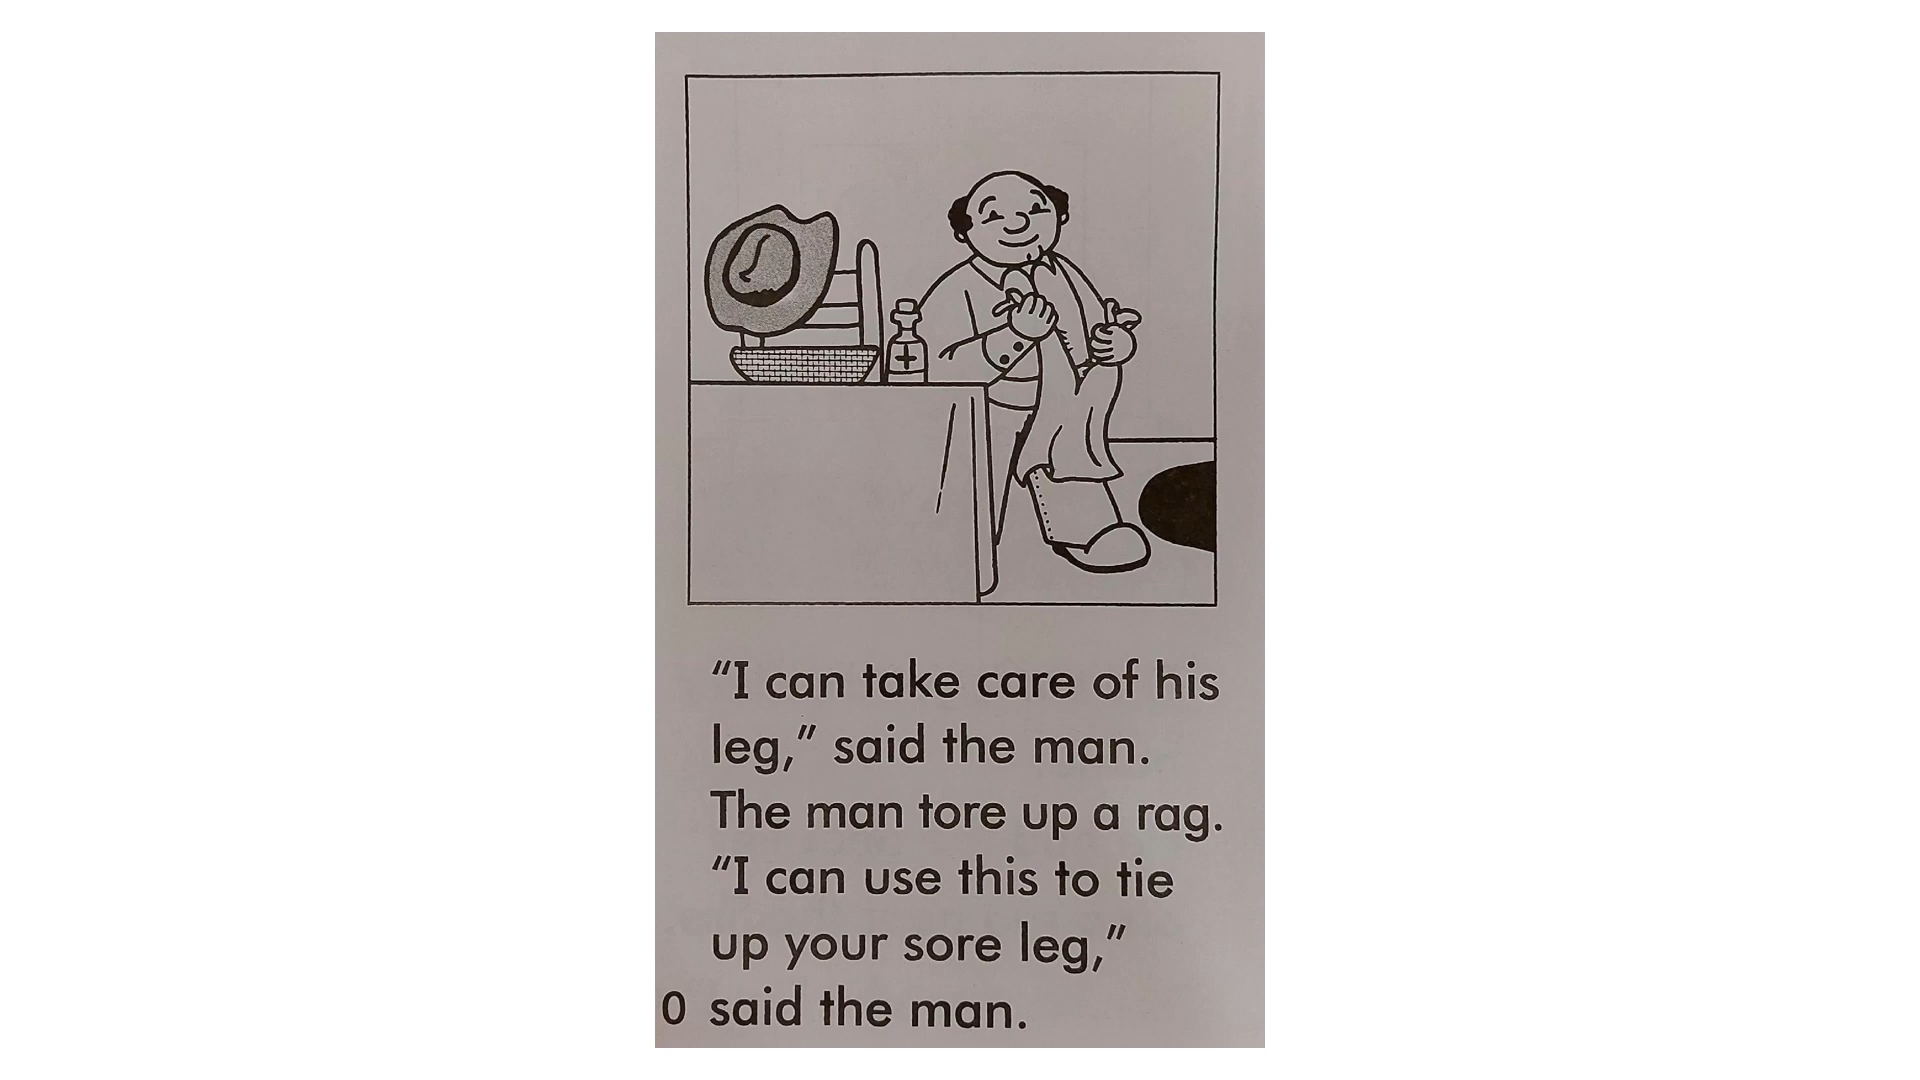 “I can take care of his
leg,” said the man.
The man tore up a rag.
“I can use this to tie
up your sore leg,”
0 said the man.